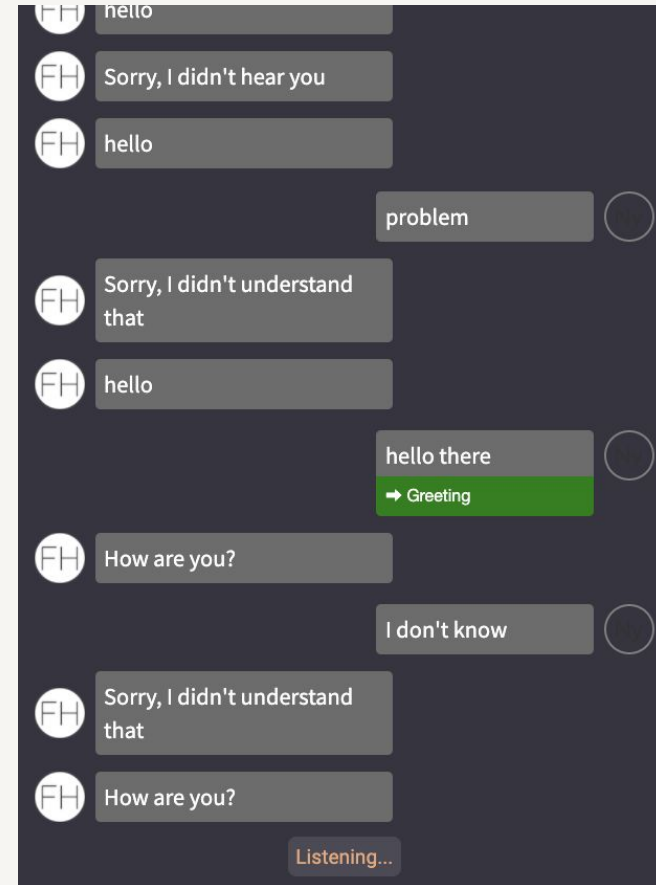 FH hello
FH Sorry, I didn't hear you
FH hello
problem
FH Sorry, I didn't understand
that
FH hello
hello there
➡ Greeting
FH How are you?
I don't know
FH Sorry, I didn't understand
that
FH How are you?
Listening...